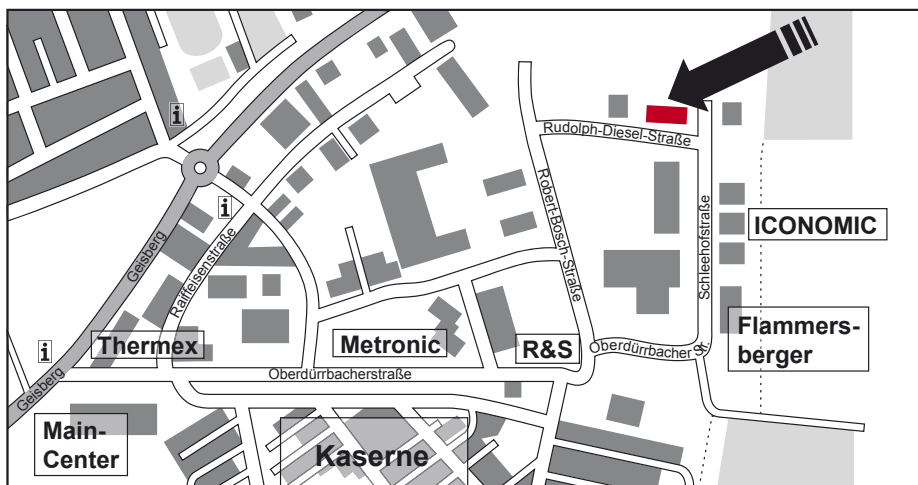 i
Rudolph-Diesel-Straße
Geisberg
i
Raiffeisenstraße
Robert-Bosch-Straße
Schleehofstraße
ICONOMIC
i
Thermex
Metronic
R&S
Oberdürrbacher Str.
Flammers-
berger
Geisberg
Oberdürrbacherstraße
Main-
Center
Kaserne